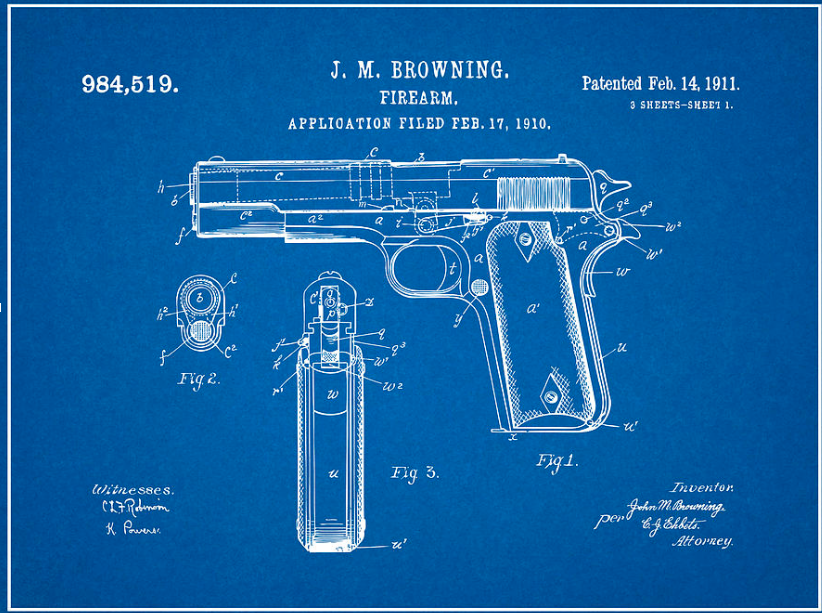 984,519.
J. M. BROWNING.
FIREARM.
APPLICATION FILED FEB. 17, 1910.
Patented Feb. 14, 1911.
3 SHEETS—SHEET 1.
C
b
c
c'
h
b
m
l
q
c²
a²
a
i
q²
q³
f
w²
w'
a
t
a
w
y
a'
u
x
u'
Fig.1.
C
b
h²
h'
f
C²
Fig.2.
c'
q
p
x
j'
k
q
q³
w'
r'
w²
w
u
u'
Fig 3.
Witnesses.
C.L.F. Robinson
K. Powers.
Inventor.
John M. Browning.
per C.J. Ehbets.
Attorney.